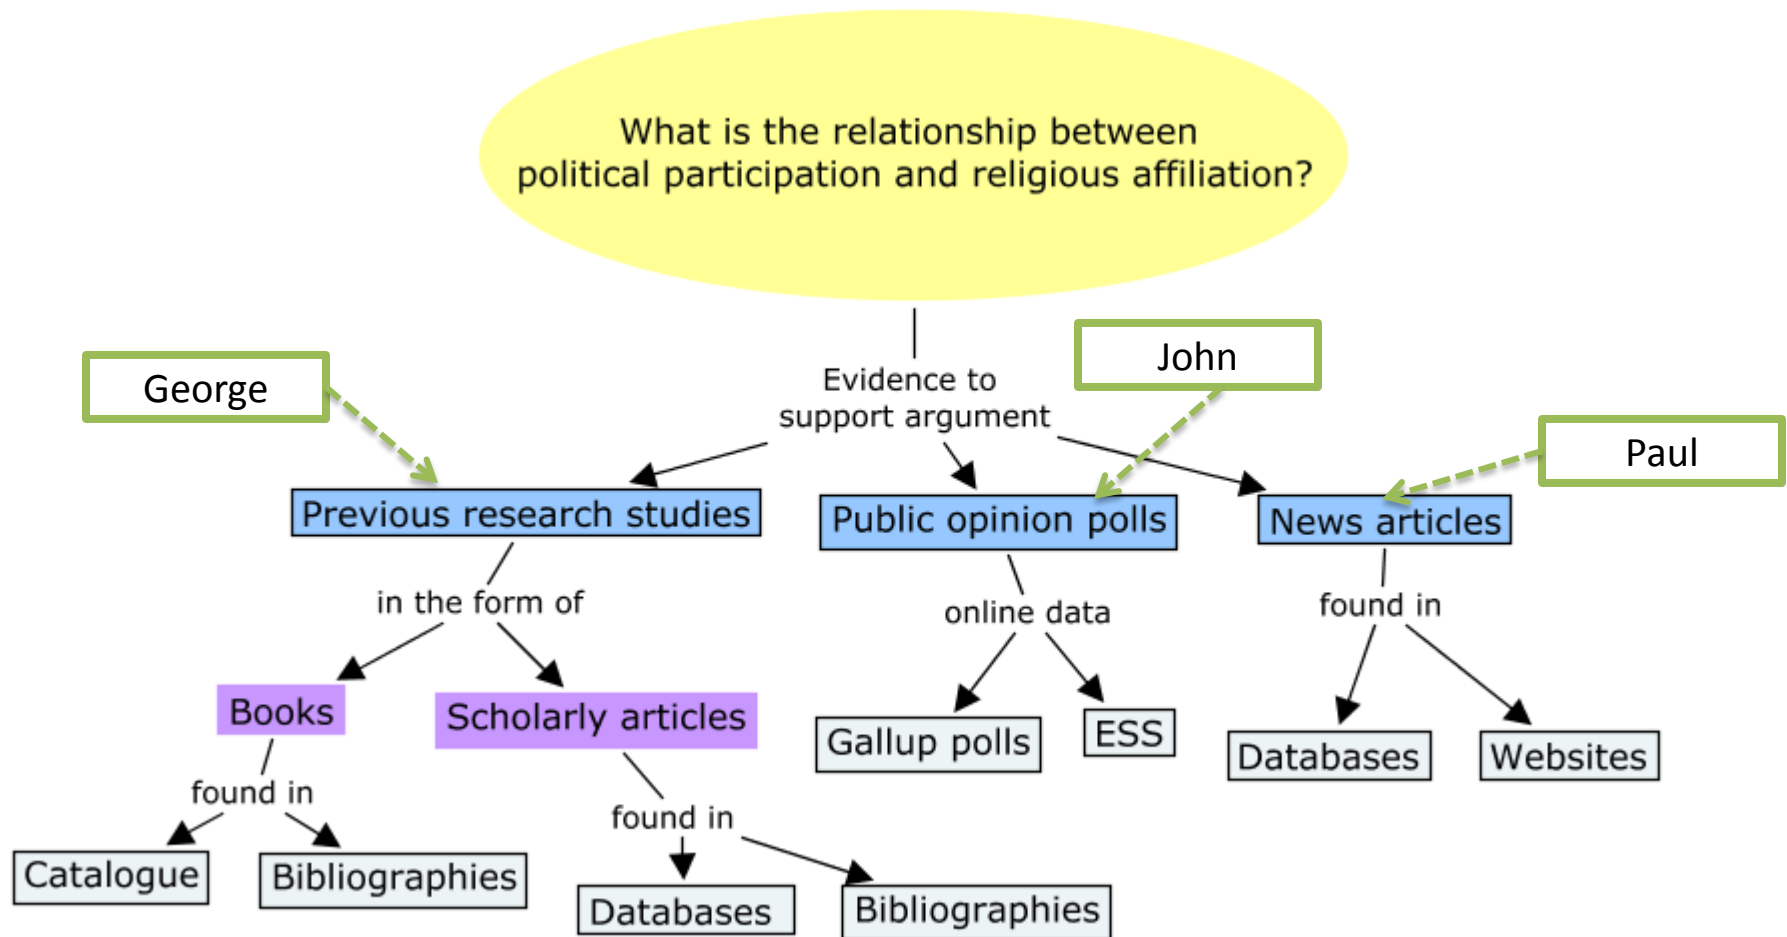 What is the relationship between
political participation and religious affiliation?
George
John
Paul
Evidence to
support argument
Previous research studies
Public opinion polls
News articles
in the form of
online data
found in
Books
Scholarly articles
Gallup polls
ESS
Databases
Websites
found in
found in
Catalogue
Bibliographies
Databases
Bibliographies